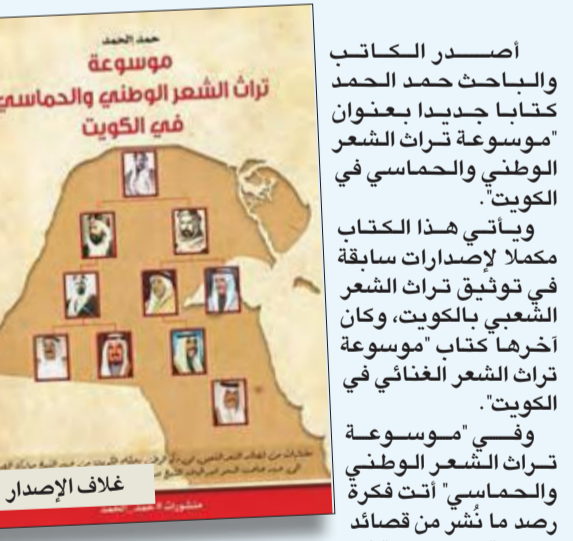 أصدر الكاتب
والباحث حمد الحمد
كتابا جديدا بعنوان
"موسوعة تراث الشعر
الوطني والحماسي في
الكويت".
ويأتي هذا الكتاب
مكملا لإصدارات سابقة
في توثيق تراث الشعر
الشعبي بالكويت، وكان
آخرها كتاب "موسوعة
تراث الشعر الغنائي في
الكويت".
وفي "موسوعة
تراث الشعر الوطني
والحماسي" أتت فكرة
رصد ما نُشر من قصائد
حمد الحمد
موسوعة
تراث الشعر الوطني والحماسي
في الكويت
غلاف الإصدار
منشورات